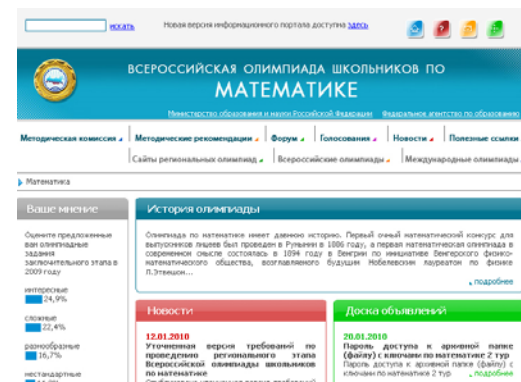 искать
Новая версия информационного портала доступна здесь
ВСЕРОССИЙСКАЯ ОЛИМПИАДА ШКОЛЬНИКОВ ПО
МАТЕМАТИКЕ
Министерство образования и науки Российской Федерации Федеральное агентство по образованию
Методическая комиссия Методические рекомендации Форум Голосования Новости Полезные ссылки
Сайты региональных олимпиад Всероссийские олимпиады Международные олимпиады
Математика
Ваше мнение
Оцените предложенные
вам олимпиадные
задания
заключительного этапа в
2009 году
интересные
24,9%
сложные
22,4%
разнообразные
16,7%
нестандартные
История олимпиады
Олимпиада по математике имеет давнюю историю. Первый очный математический конкурс для
выпускников лицеев был проведен в Румынии в 1886 году, а первая математическая олимпиада в
современном смысле состоялась в 1894 году в Венгрии по инициативе Венгерского физико-
математического общества, возглавляемого будущим Нобелевским лауреатом по физике
Л.Этвешом...
подробнее
Новости
12.01.2010
Уточненная версия требований по
проведению регионального этапа
Всероссийской олимпиады школьников
по математике
Доска объявлений
20.01.2010
Пароль доступа к архивной папке
(файлу) с ключами по математике 2 тур
Пароль доступа к архивной папке (файлу) с
ключами по математике 2 тур подробнее